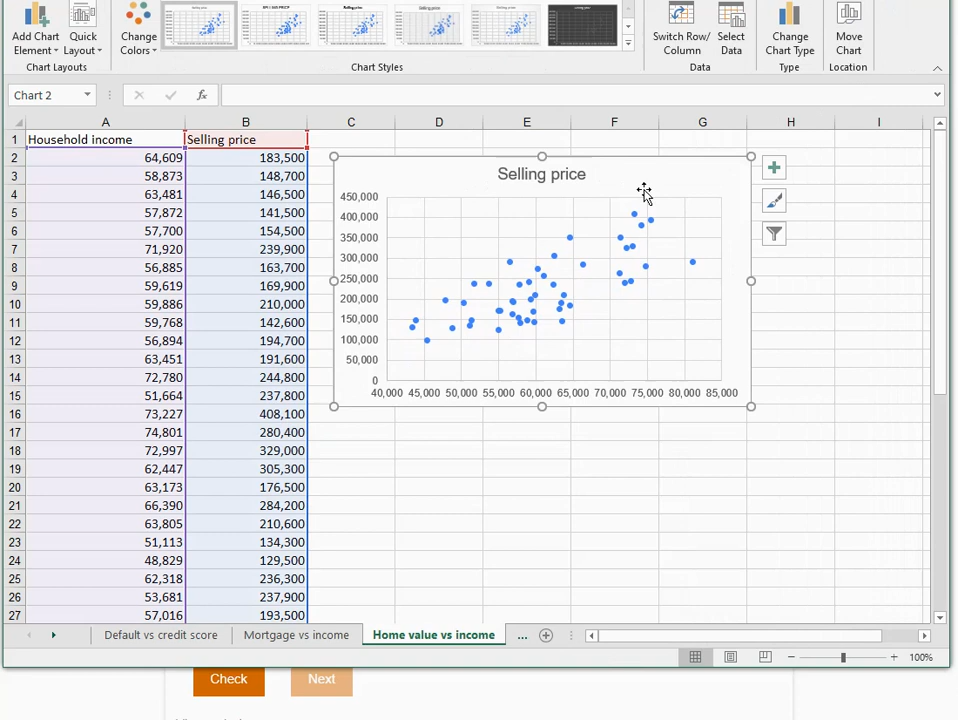 Add Chart Element
Quick Layout
Change Colors
Switch Row/ Column
Select Data
Change Chart Type
Move Chart
Chart Layouts
Chart Styles
Data
Type
Location
Chart 2
fx
A B C D E F G H I
1 Household income Selling price
2 64,609 183,500
3 58,873 148,700
4 63,481 146,500
5 57,872 141,500
6 57,700 154,500
7 71,920 239,900
8 56,885 163,700
9 59,619 169,900
10 59,886 210,000
11 59,768 142,600
12 56,894 194,700
13 63,451 191,600
14 72,780 244,800
15 51,664 237,800
16 73,227 408,100
17 74,801 280,400
18 72,997 329,000
19 62,447 305,300
20 63,173 176,500
21 66,390 284,200
22 63,805 210,600
23 51,113 134,300
24 48,829 129,500
25 62,318 236,300
26 53,681 237,900
27 57,016 193,500
Selling price
450,000
400,000
350,000
300,000
250,000
200,000
150,000
100,000
50,000
0
40,000 45,000 50,000 55,000 60,000 65,000 70,000 75,000 80,000 85,000
Default vs credit score Mortgage vs income Home value vs income ...
100%
Check Next